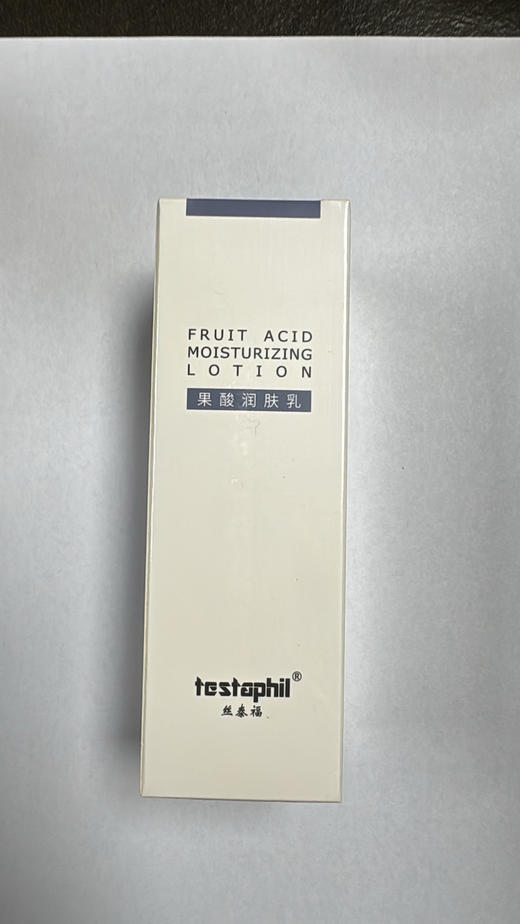 FRUIT ACID
MOISTURIZING
LOTION
果酸润肤乳
testaphil®
丝泰福